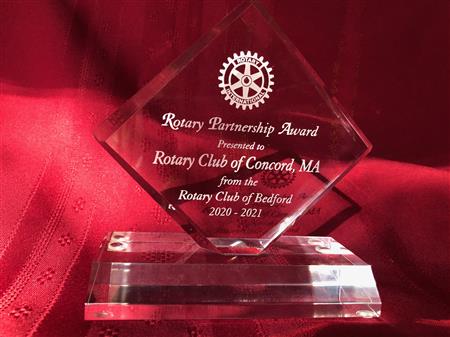 ROTARY
INTERNATIONAL
Rotary Partnership Award
Presented to
Rotary Club of Concord, MA
from the
Rotary Club of Bedford
2020 - 2021